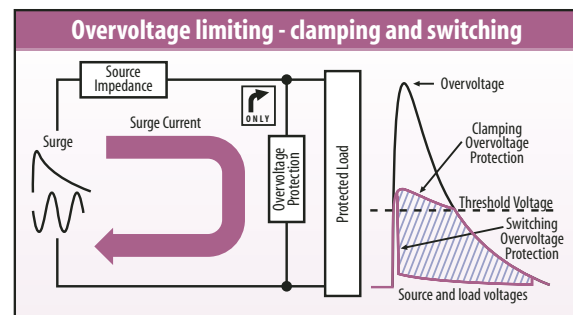 Overvoltage limiting - clamping and switching
Source
Impedance
Surge
Surge Current
ONLY
Overvoltage
Protection
Protected Load
Overvoltage
Clamping
Overvoltage
Protection
Threshold Voltage
Switching
Overvoltage
Protection
Source and load voltages